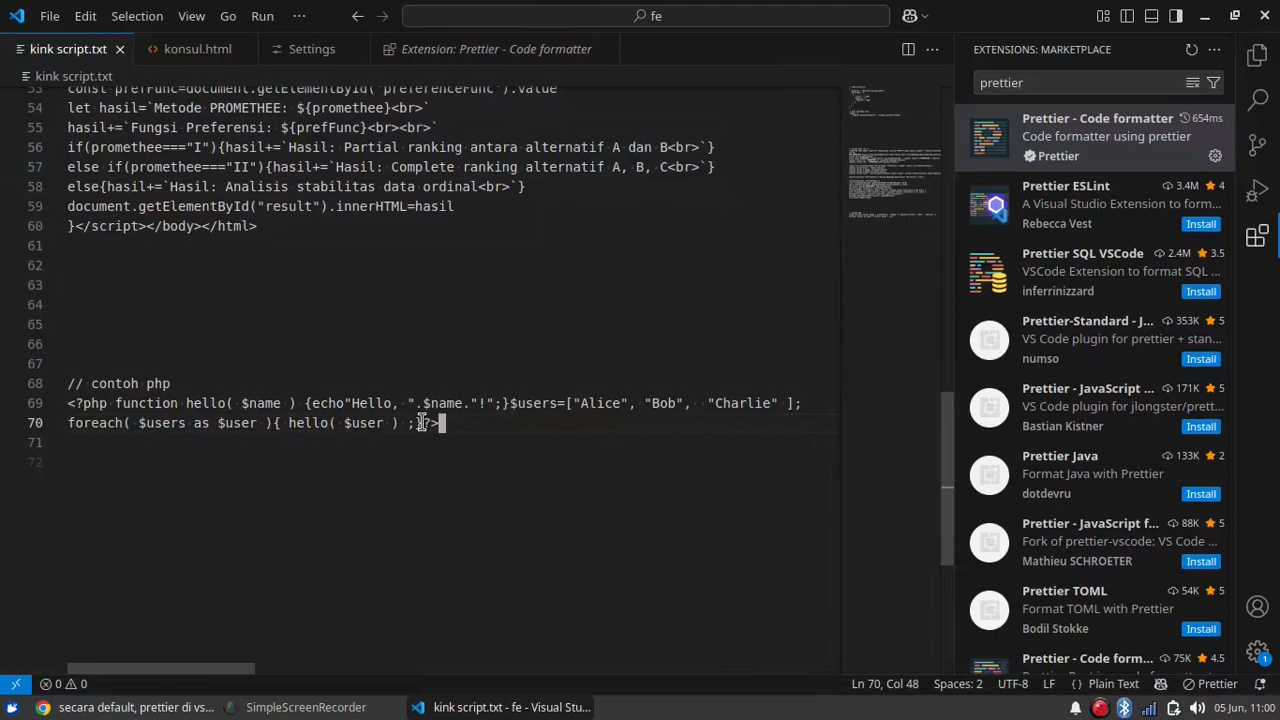 File Edit Selection View Go Run ··· fe
kink script.txt konsul.html Settings Extension: Prettier - Code formatter
kink script.txt
53 const prefFunc=document.getElementById("preferenceFunc").value
54 let hasil=`Metode PROMETHEE: ${promethee}<br>`
55 hasil+=`Fungsi Preferensi: ${prefFunc}<br><br>`
56 if(promethee==="I"){hasil+=`Hasil: Partial ranking antara alternatif A dan B<br>`}
57 else if(promethee==="II"){hasil+=`Hasil: Full ranking alternatif A, B, C<br>`}
58 else{hasil+=`Hasil: Analisis statistik data interval<br>`}
59 document.getElementById("output").innerHTML=hasil
60 }</script></body></html>
61
62
63
64
65
66
67
68 // contoh php
69 <?php function hello( $name ) {echo"Hello, ".$name."!";}$users=["Alice", "Bob", "Charlie" ];
70 foreach( $users as $user ){ hello( $user ) ;}?>
71
72
EXTENSIONS: MARKETPLACE
prettier
Prettier - Code formatter 654ms
Code formatter using prettier
Prettier
Prettier ESLint 2.4M 4
A Visual Studio Extension to form...
Rebecca Vest Install
Prettier SQL VSCode 2.4M 3.5
VSCode Extension to format SQL ...
inferrinizzard Install
Prettier-Standard - J... 353K 5
VS Code plugin for prettier + stan...
numso Install
Prettier - JavaScript ... 171K 5
VS Code plugin for jongleberry/p...
Bastian Kistner Install
Prettier Java 133K 2
Format Java with Prettier
dotdevru Install
Prettier - JavaScript f... 88K 5
Fork of prettier-vscode: VS Code ...
Mathieu SCHROETER Install
Prettier TOML 54K 5
Format TOML with Prettier
Bodil Stokke Install
Prettier - Code form... 75K 4.5
0 0 Ln 70, Col 48 Spaces: 2 UTF-8 LF {} Plain Text Prettier
secara default, prettier di vs... SimpleScreenRecorder kink script.txt - fe - Visual Stu... 05 Jun, 11:00